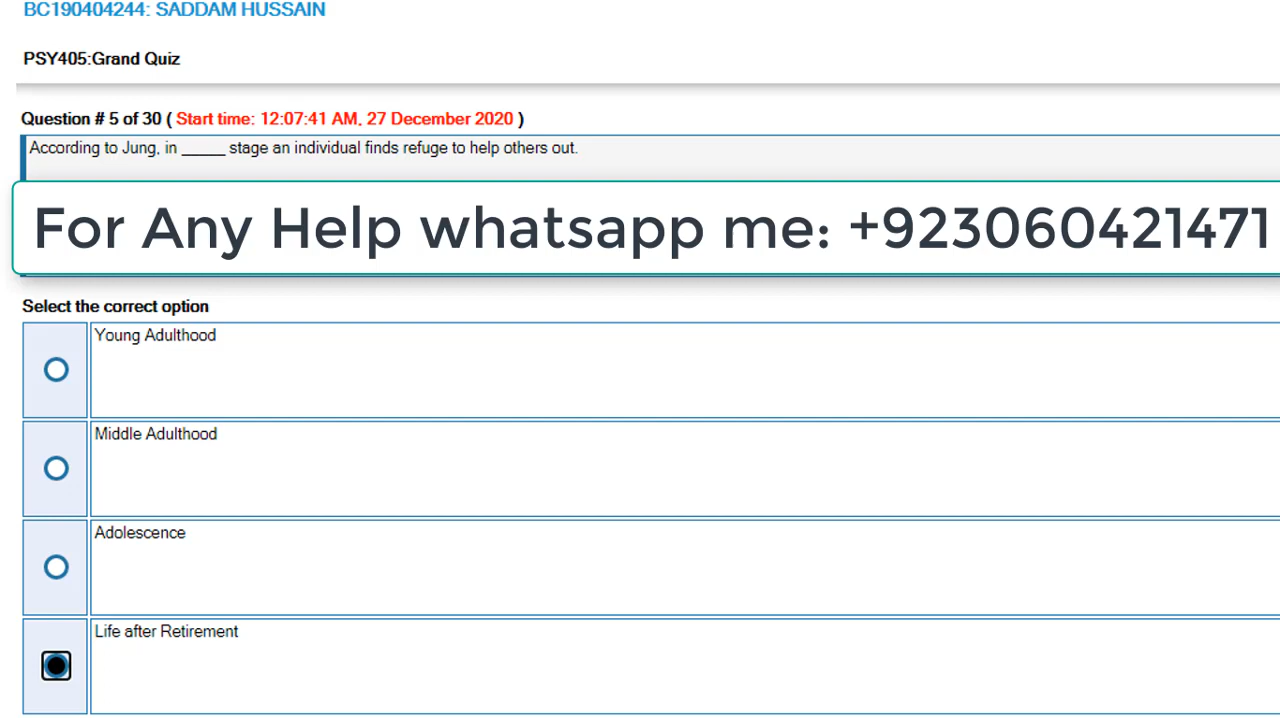 BC190404244: SADDAM HUSSAIN
PSY405:Grand Quiz
Question # 5 of 30 ( Start time: 12:07:41 AM, 27 December 2020 )
According to Jung, in _____ stage an individual finds refuge to help others out.
For Any Help whatsapp me: +923060421471
Select the correct option
Young Adulthood
Middle Adulthood
Adolescence
Life after Retirement